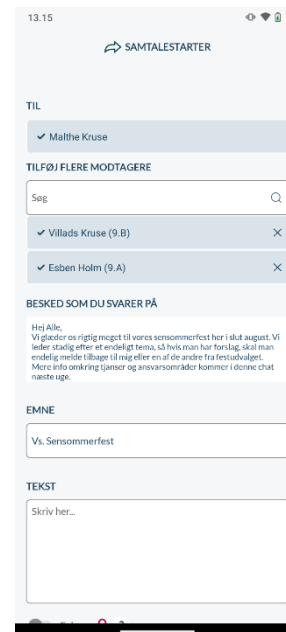 13.15
SAMTALESTARTER
TIL
Malthe Kruse
TILFØJ FLERE MODTAGERE
Søg
Villads Kruse (9.B)
Esben Holm (9.A)
BESKED SOM DU SVARER PÅ
Hej Alle,
Vi glæder os rigtig meget til vores sensommerfest her i slut august. Vi
leder stadig efter et endeligt tema, så hvis man har forslag, skal man
endelig melde tilbage til mig eller en af de andre fra festudvalget.
Mere info omkring tjanser og ansvarsområder kommer i denne chat
næste uge.
EMNE
Vs. Sensommerfest
TEKST
Skriv her...